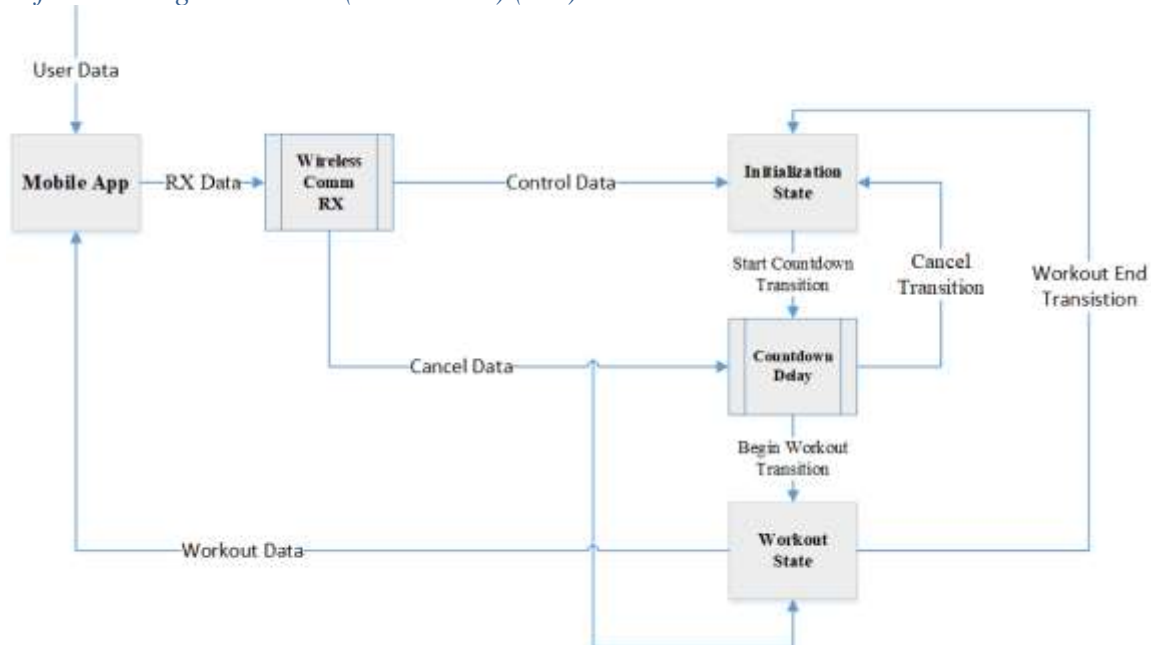 User Data
Mobile App
RX Data
Wireless
Comm
RX
Control Data
Initialization
State
Start Countdown
Transition
Cancel
Transition
Workout End
Transistion
Cancel Data
Countdown
Delay
Begin Workout
Transition
Workout Data
Workout
State